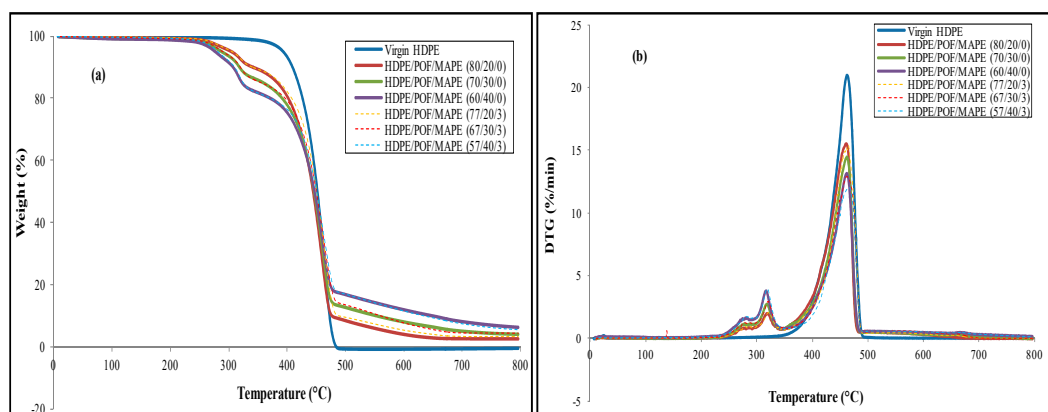 100
80
60
40
20
0
-20
Weight (%)
(a)
Virgin HDPE
HDPE/POF/MAPE (80/20/0)
HDPE/POF/MAPE (70/30/0)
HDPE/POF/MAPE (60/40/0)
HDPE/POF/MAPE (77/20/3)
HDPE/POF/MAPE (67/30/3)
HDPE/POF/MAPE (57/40/3)
0 100 200 300 400 500 600 700 800
Temperature (°C)
25
20
15
10
5
0
-5
DTG (%/min)
(b)
Virgin HDPE
HDPE/POF/MAPE (80/20/0)
HDPE/POF/MAPE (70/30/0)
HDPE/POF/MAPE (60/40/0)
HDPE/POF/MAPE (77/20/3)
HDPE/POF/MAPE (67/30/3)
HDPE/POF/MAPE (57/40/3)
0 100 200 300 400 500 600 700 800
Temperature (°C)